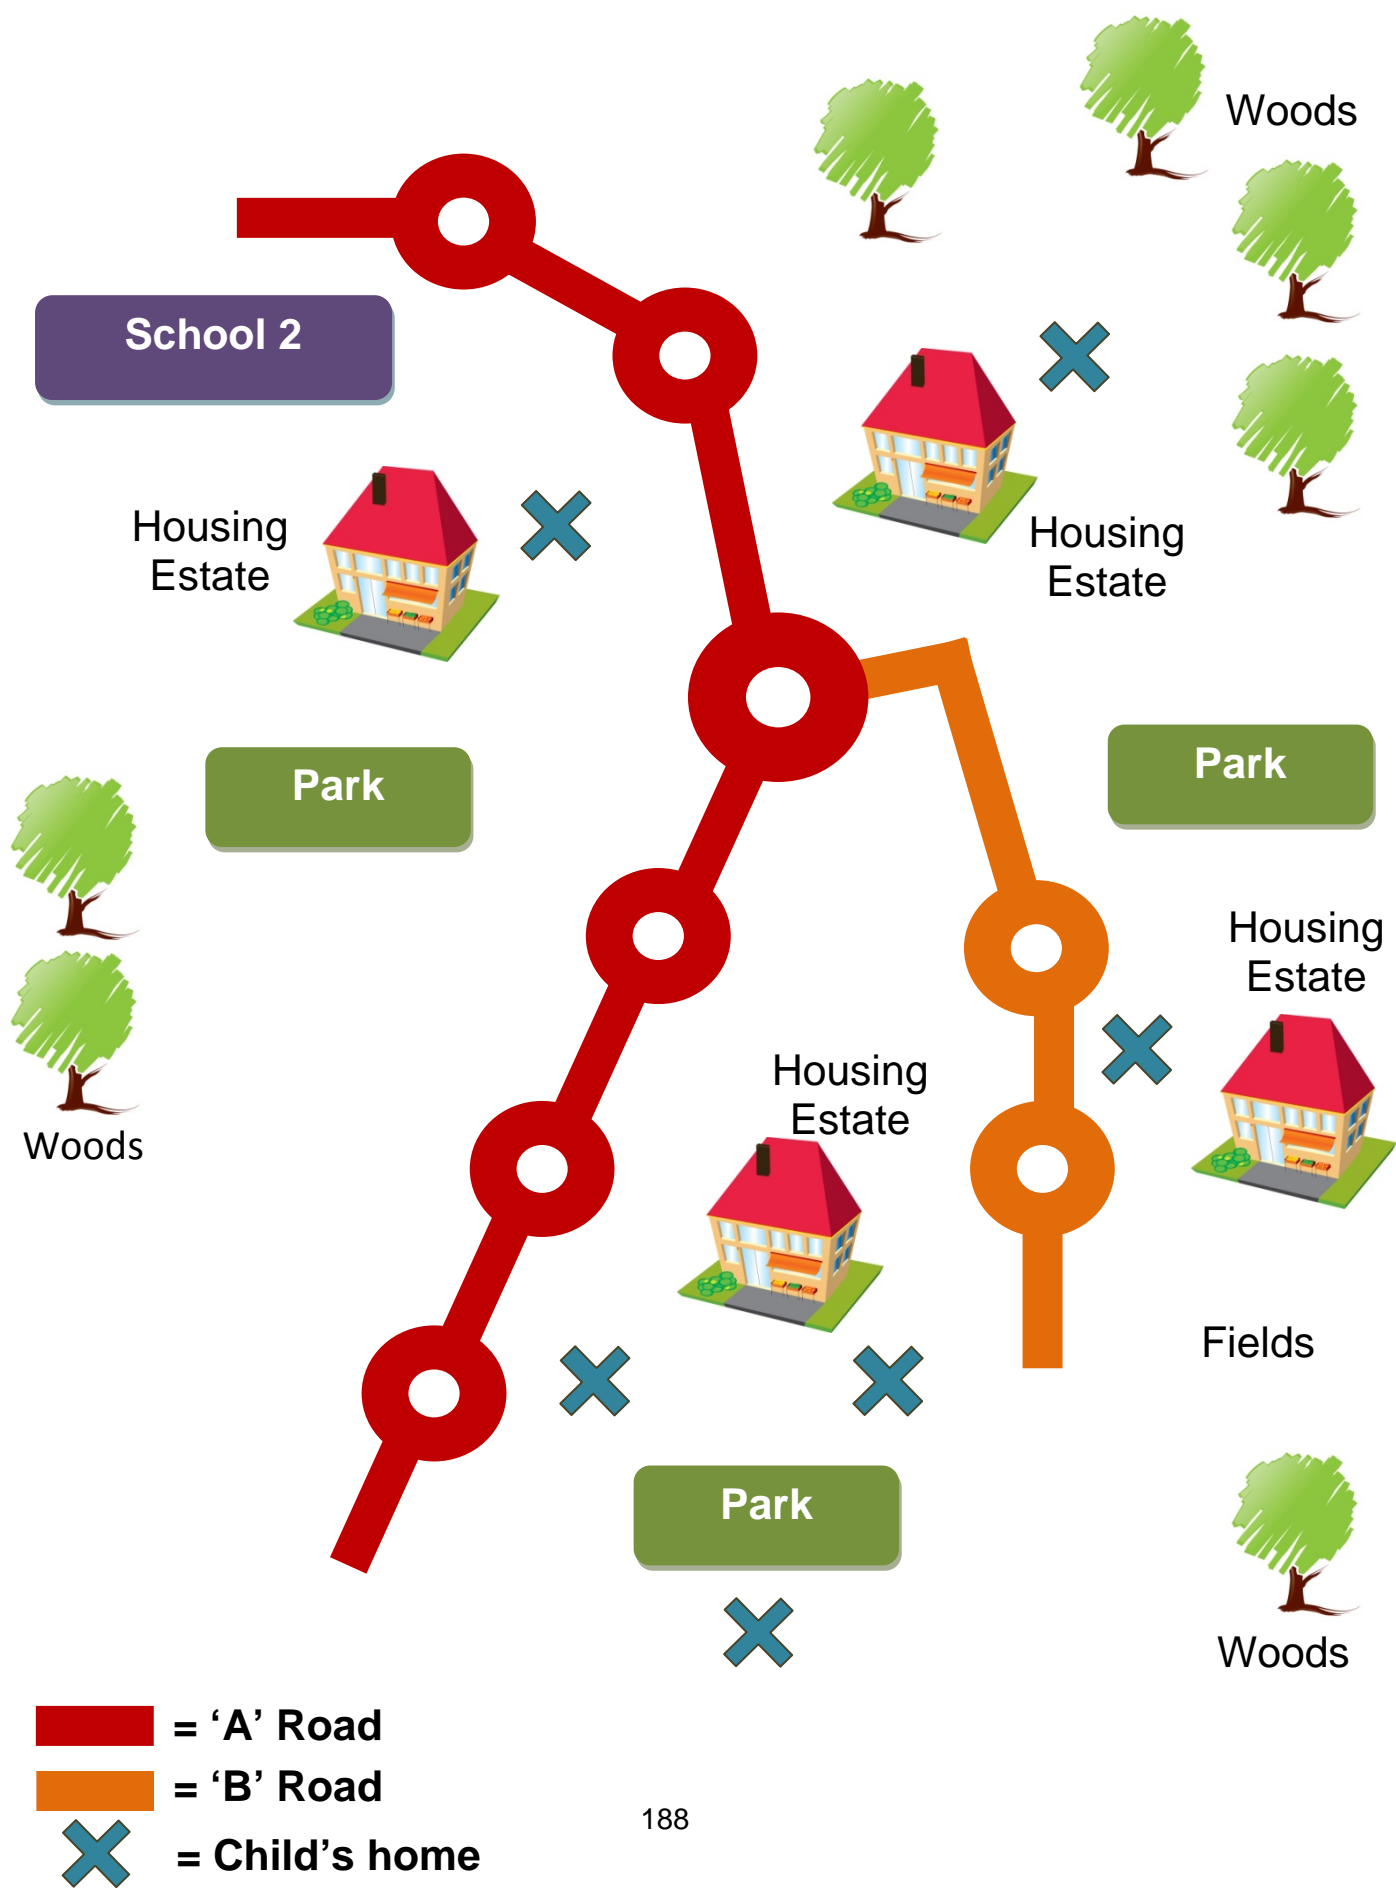 Woods
School 2
Housing
Estate
Housing
Estate
Park
Park
Housing
Estate
Housing
Estate
Woods
Fields
Park
Woods
= ‘A’ Road
= ‘B’ Road
188
= Child’s home